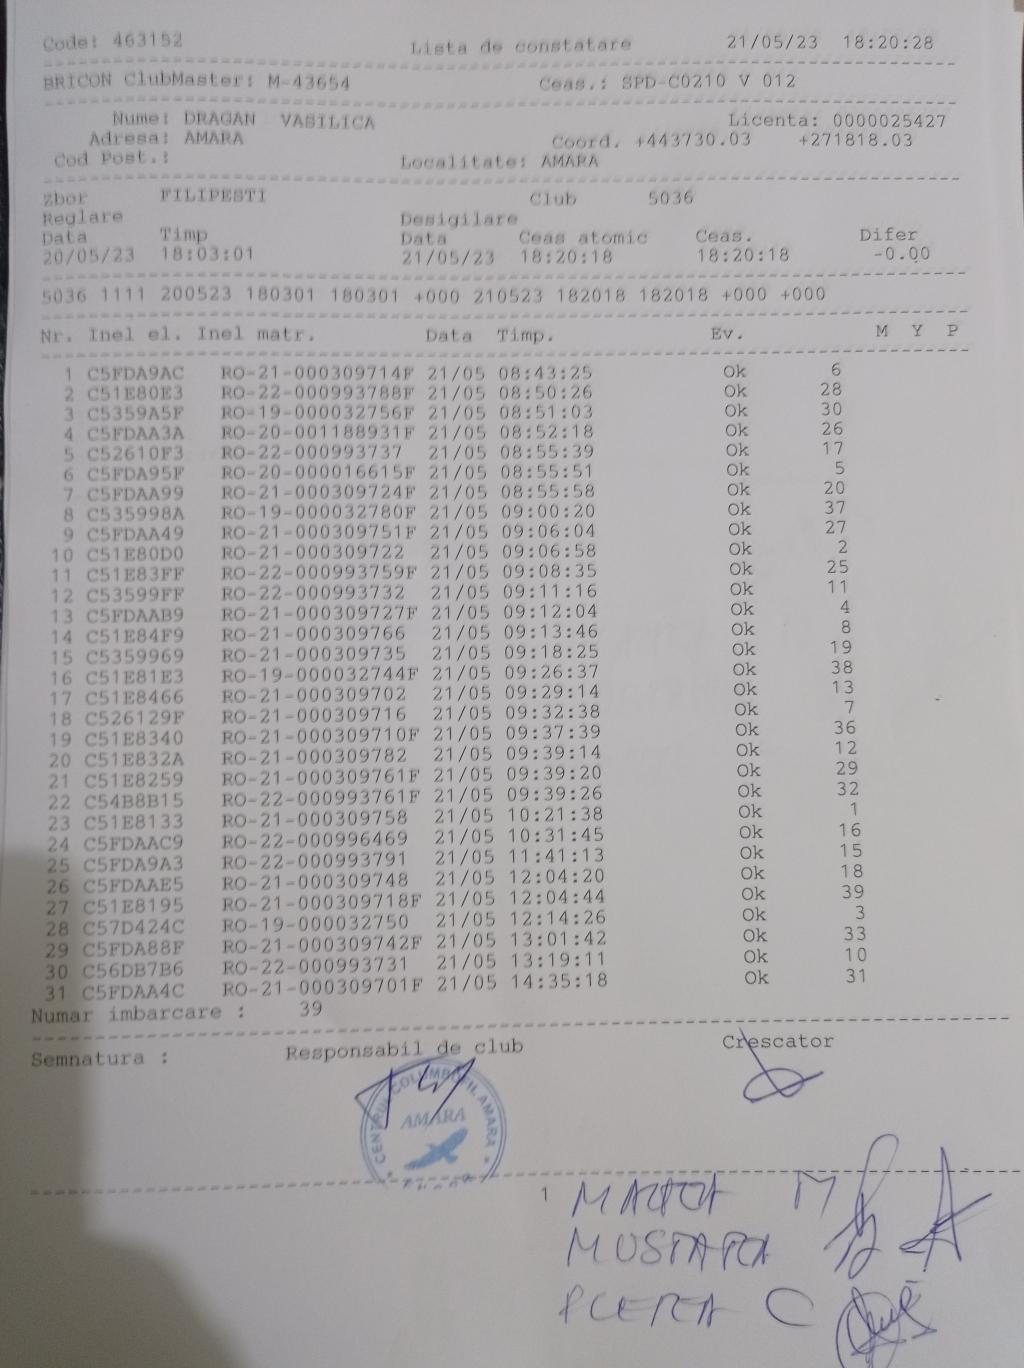 Code: 463152 Lista de constatare 21/05/23 18:20:28
BRICON ClubMaster: M-43654 Ceas.: SPD-C0210 V 012
Nume: DRAGAN VASILICA Licenta: 0000025427
Adresa: AMARA Coord. +443730.03 +271818.03
Cod Post.: Localitate: AMARA
Zbor FILIPESTI Club 5036
Reglare Desigilare
Data Timp Data Ceas atomic Ceas. Difer
20/05/23 18:03:01 21/05/23 18:20:18 18:20:18 -0.00
5036 1111 200523 180301 180301 +000 210523 182018 182018 +000 +000
Nr. Inel el. Inel matr. Data Timp. Ev. M Y P
1 C5FDA9AC RO-21-000309714F 21/05 08:43:25 Ok 6
2 C51E80E3 RO-22-000993788F 21/05 08:50:26 Ok 28
3 C5359A5F RO-19-000032756F 21/05 08:51:03 Ok 30
4 C5FDAA3A RO-20-001188931F 21/05 08:52:18 Ok 26
5 C52610F3 RO-22-000993737 21/05 08:55:39 Ok 17
6 C5FDA95F RO-20-000016615F 21/05 08:55:51 Ok 5
7 C5FDAA99 RO-21-000309724F 21/05 08:55:58 Ok 20
8 C535998A RO-19-000032780F 21/05 09:00:20 Ok 37
9 C5FDAA49 RO-21-000309751F 21/05 09:06:04 Ok 27
10 C51E80D0 RO-21-000309722 21/05 09:06:58 Ok 2
11 C51E83FF RO-22-000993759F 21/05 09:08:35 Ok 25
12 C53599FF RO-22-000993732 21/05 09:11:16 Ok 11
13 C5FDAAB9 RO-21-000309727F 21/05 09:12:04 Ok 4
14 C51E84F9 RO-21-000309766 21/05 09:13:46 Ok 8
15 C5359969 RO-21-000309735 21/05 09:18:25 Ok 19
16 C51E81E3 RO-19-000032744F 21/05 09:26:37 Ok 38
17 C51E8466 RO-21-000309702 21/05 09:29:14 Ok 13
18 C526129F RO-21-000309716 21/05 09:32:38 Ok 7
19 C51E8340 RO-21-000309710F 21/05 09:37:39 Ok 36
20 C51E832A RO-21-000309782 21/05 09:39:14 Ok 12
21 C51E8259 RO-21-000309761F 21/05 09:39:20 Ok 29
22 C54B8B15 RO-22-000993761F 21/05 09:39:26 Ok 32
23 C51E8133 RO-21-000309758 21/05 10:21:38 Ok 1
24 C5FDAAC9 RO-22-000996469 21/05 10:31:45 Ok 16
25 C5FDA9A3 RO-22-000993791 21/05 11:41:13 Ok 15
26 C5FDAAE5 RO-21-000309748 21/05 12:04:20 Ok 18
27 C51E8195 RO-21-000309718F 21/05 12:04:44 Ok 39
28 C57D424C RO-19-000032750 21/05 12:14:26 Ok 3
29 C5FDA88F RO-21-000309742F 21/05 13:01:42 Ok 33
30 C56DB7B6 RO-22-000993731 21/05 13:19:11 Ok 10
31 C5FDAA4C RO-21-000309701F 21/05 14:35:18 Ok 31
Numar imbarcare : 39
Semnatura : Responsabil de club Crescator
COLUMBOFIL AMARA
AMARA
1